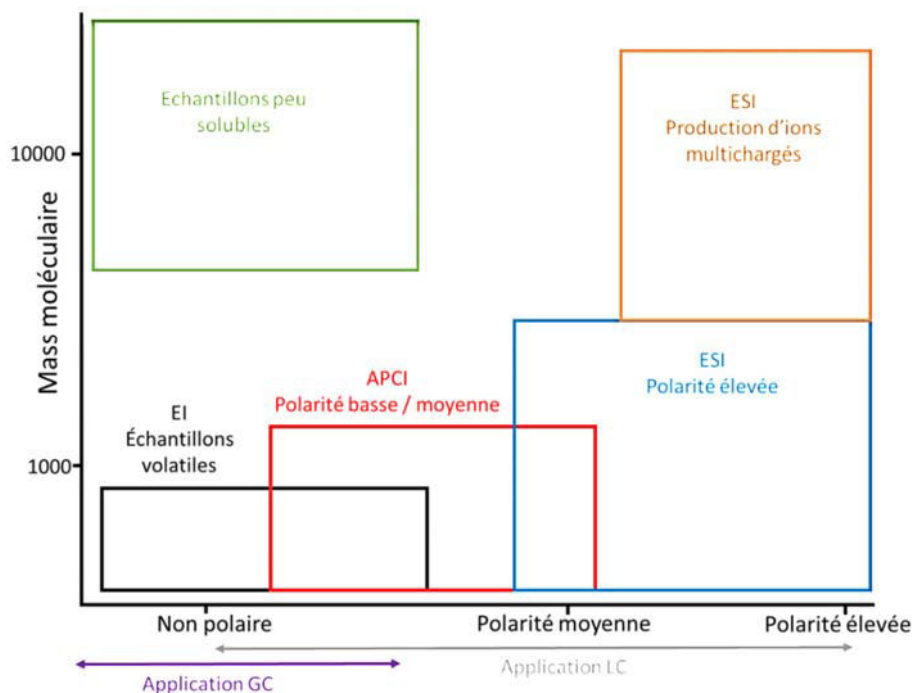 Echantillons peu
solubles
ESI
Production d'ions
multichargés
10000
Mass moléculaire
ESI
Polarité élevée
APCI
Polarité basse / moyenne
EI
Échantillons
volatiles
1000
Non polaire
Polarité moyenne
Polarité élevée
Application LC
Application GC